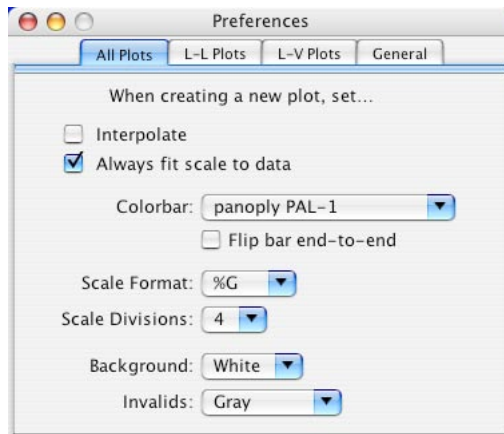 Preferences
All Plots L-L Plots L-V Plots General
When creating a new plot, set...
Interpolate
Always fit scale to data
Colorbar: panoply PAL-1
Flip bar end-to-end
Scale Format: %G
Scale Divisions: 4
Background: White
Invalids: Gray